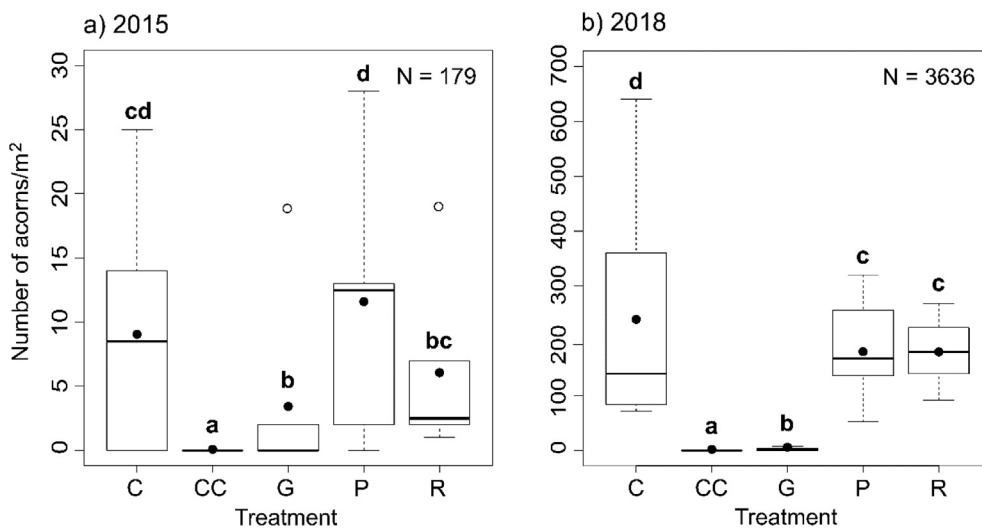 a) 2015
N = 179
Number of acorns/m²
30
25
20
15
10
5
0
cd
a
b
d
bc
C CC G P R
Treatment
b) 2018
N = 3636
700
600
500
400
300
200
100
0
d
a
b
c
c
C CC G P R
Treatment